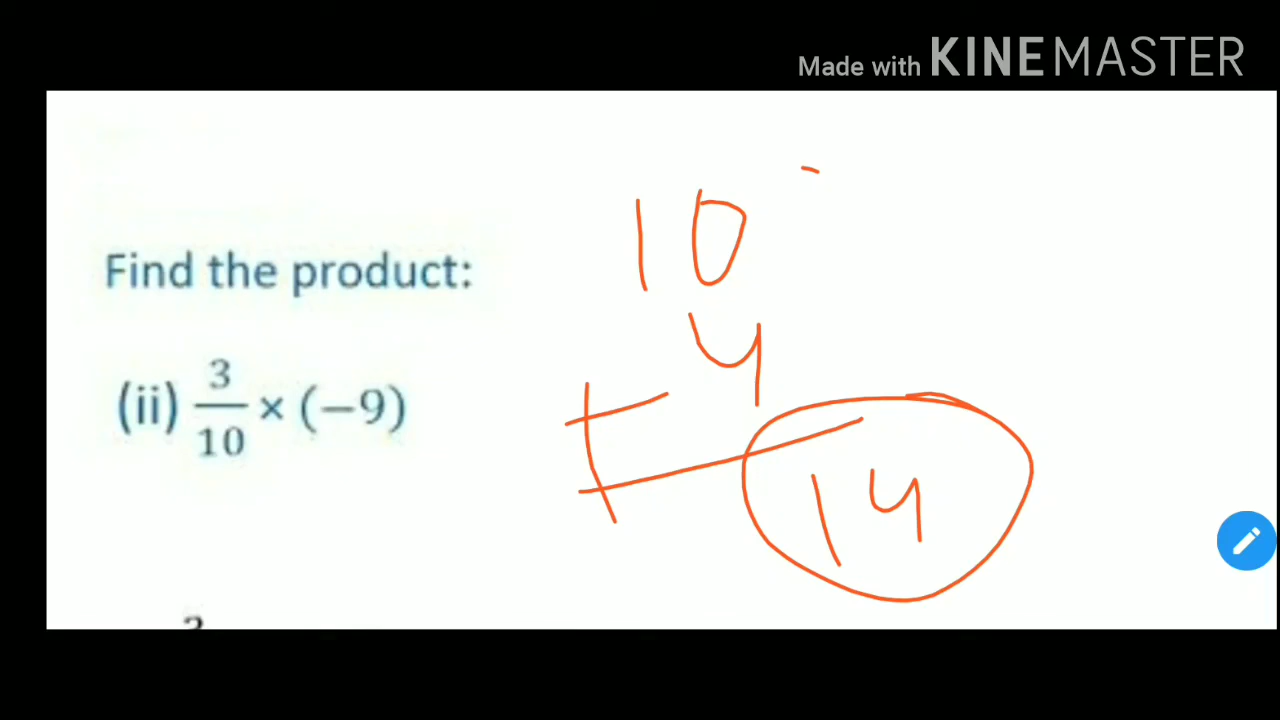 Made with KINEMASTER
Find the product:
(ii) 3/10 × (−9)
10
4
+
14